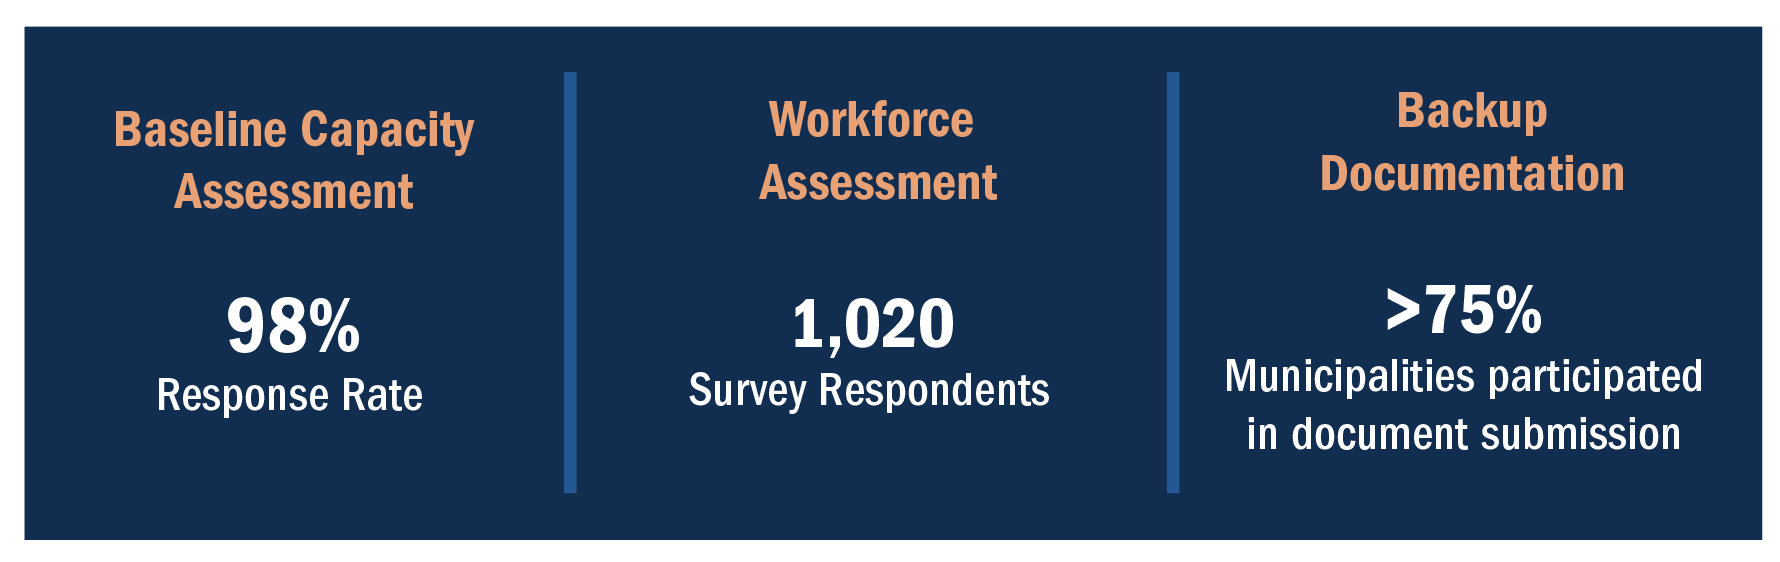 Baseline Capacity
Assessment
98%
Response Rate
Workforce
Assessment
1,020
Survey Respondents
Backup
Documentation
>75%
Municipalities participated
in document submission